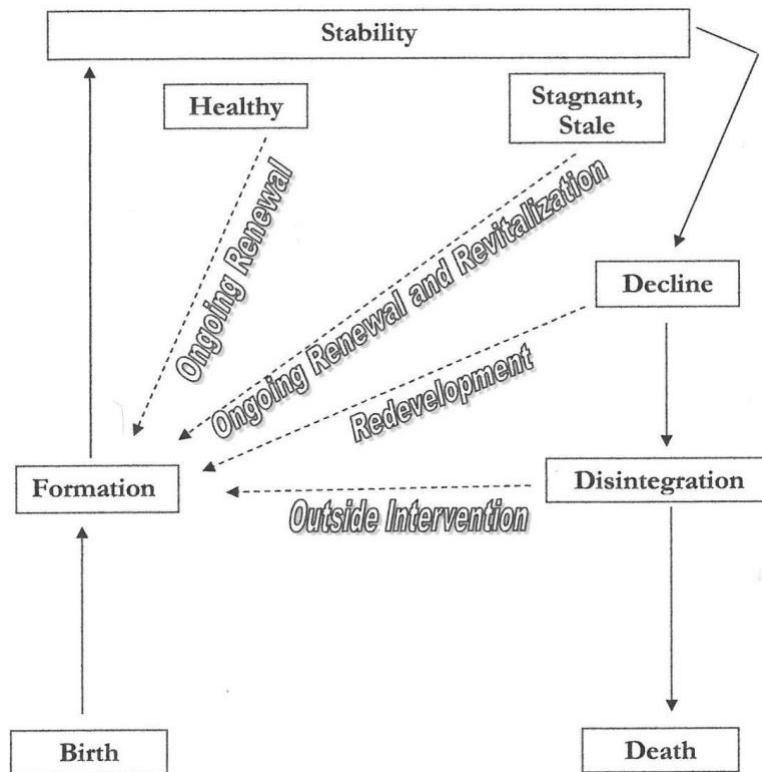 Stability
Healthy
Stagnant,
Stale
Ongoing Renewal
Ongoing Renewal and Revitalization
Decline
Redevelopment
Formation
Disintegration
Outside Intervention
Birth
Death